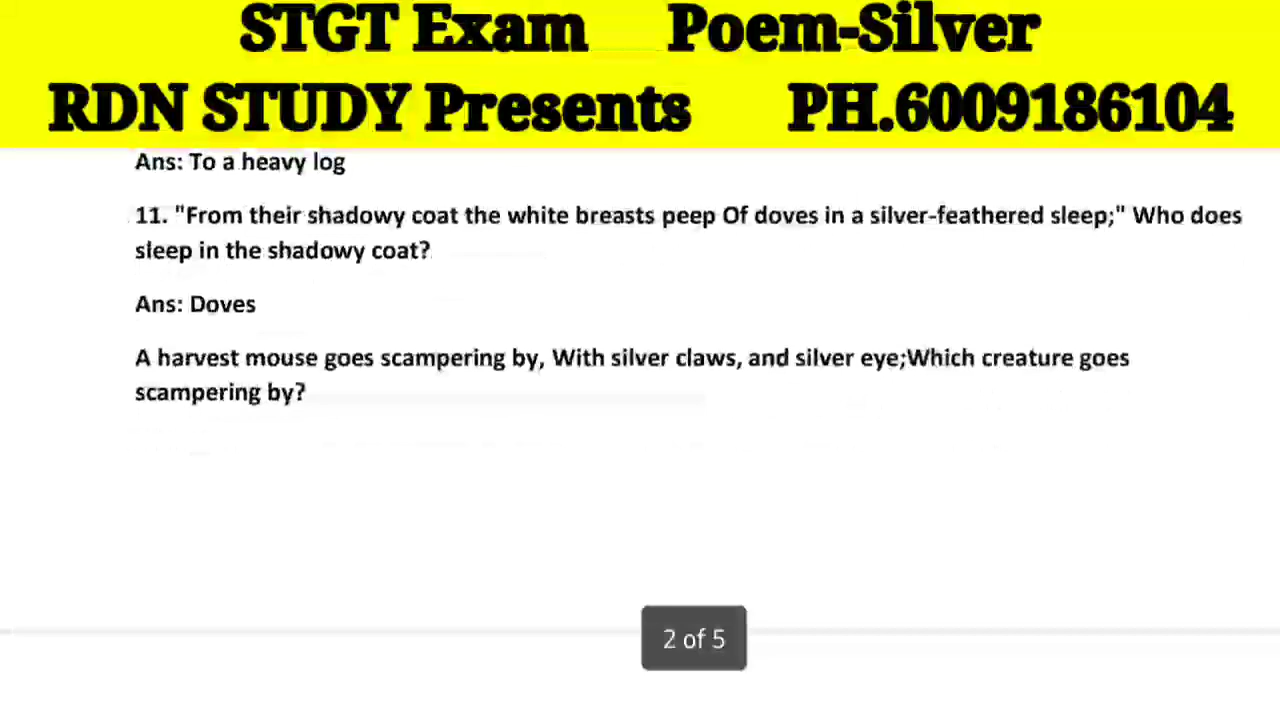 STGT Exam Poem-Silver
RDN STUDY Presents PH.6009186104
Ans: To a heavy log
11. "From their shadowy coat the white breasts peep Of doves in a silver-feathered sleep;" Who does
sleep in the shadowy coat?
Ans: Doves
A harvest mouse goes scampering by, With silver claws, and silver eye;Which creature goes
scampering by?
2 of 5